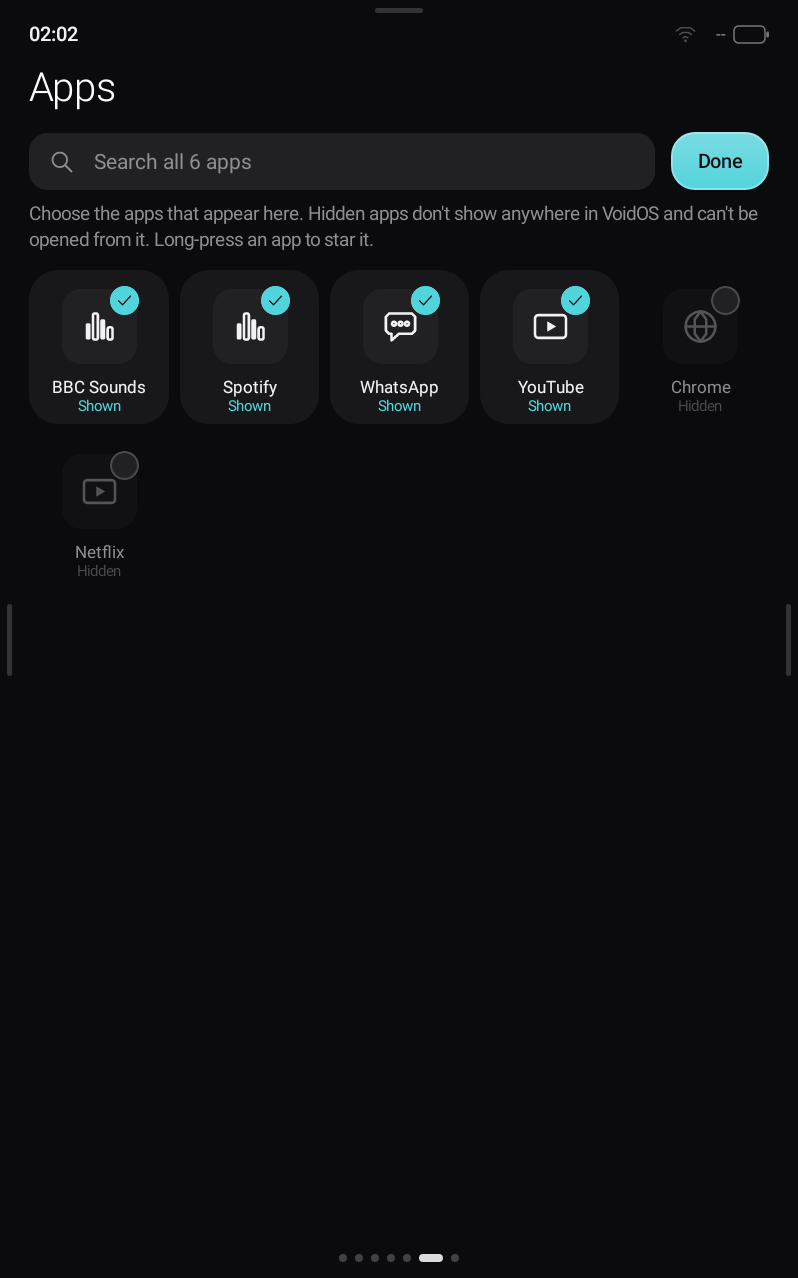 02:02
--
Apps
Search all 6 apps
Done
Choose the apps that appear here. Hidden apps don't show anywhere in VoidOS and can't be
opened from it. Long-press an app to star it.
BBC Sounds
Shown
Spotify
Shown
WhatsApp
Shown
YouTube
Shown
Chrome
Hidden
Netflix
Hidden